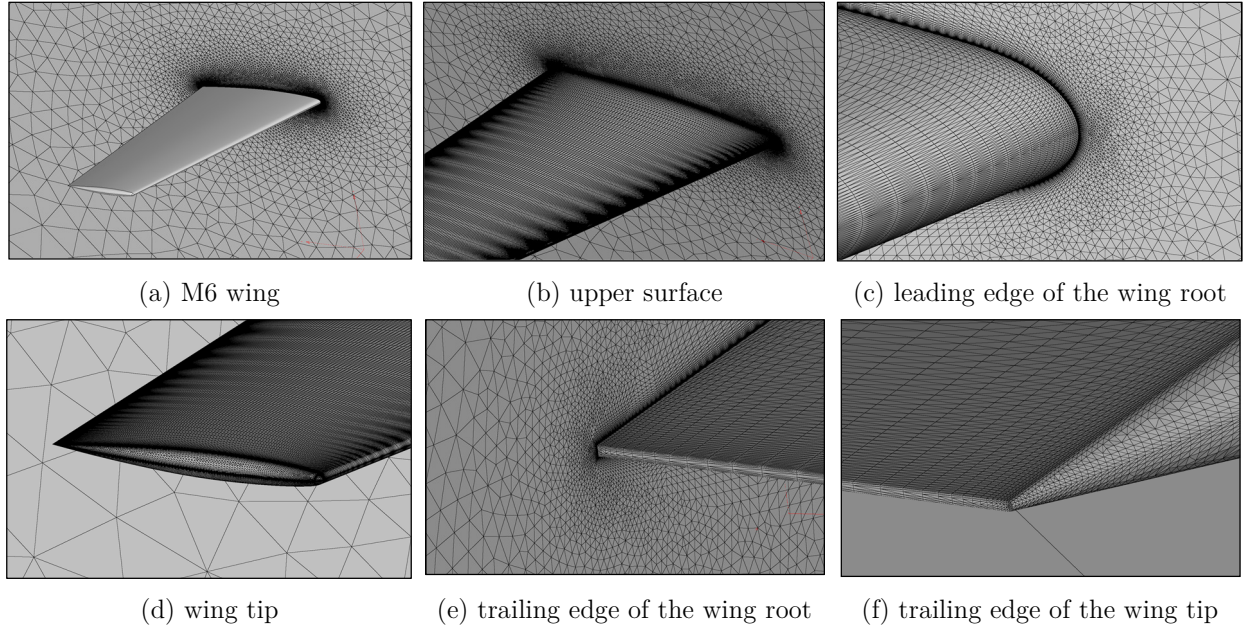 (a) M6 wing
(b) upper surface
(c) leading edge of the wing root
(d) wing tip
(e) trailing edge of the wing root
(f) trailing edge of the wing tip